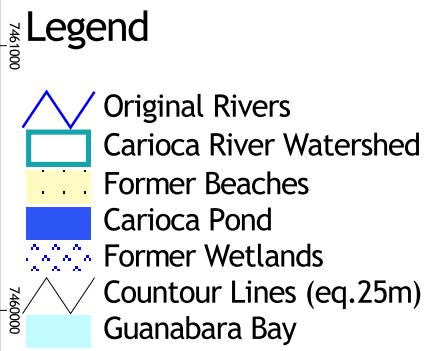 Legend
7461000
Original Rivers
Carioca River Watershed
Former Beaches
Carioca Pond
Former Wetlands
Countour Lines (eq.25m)
7460000
Guanabara Bay